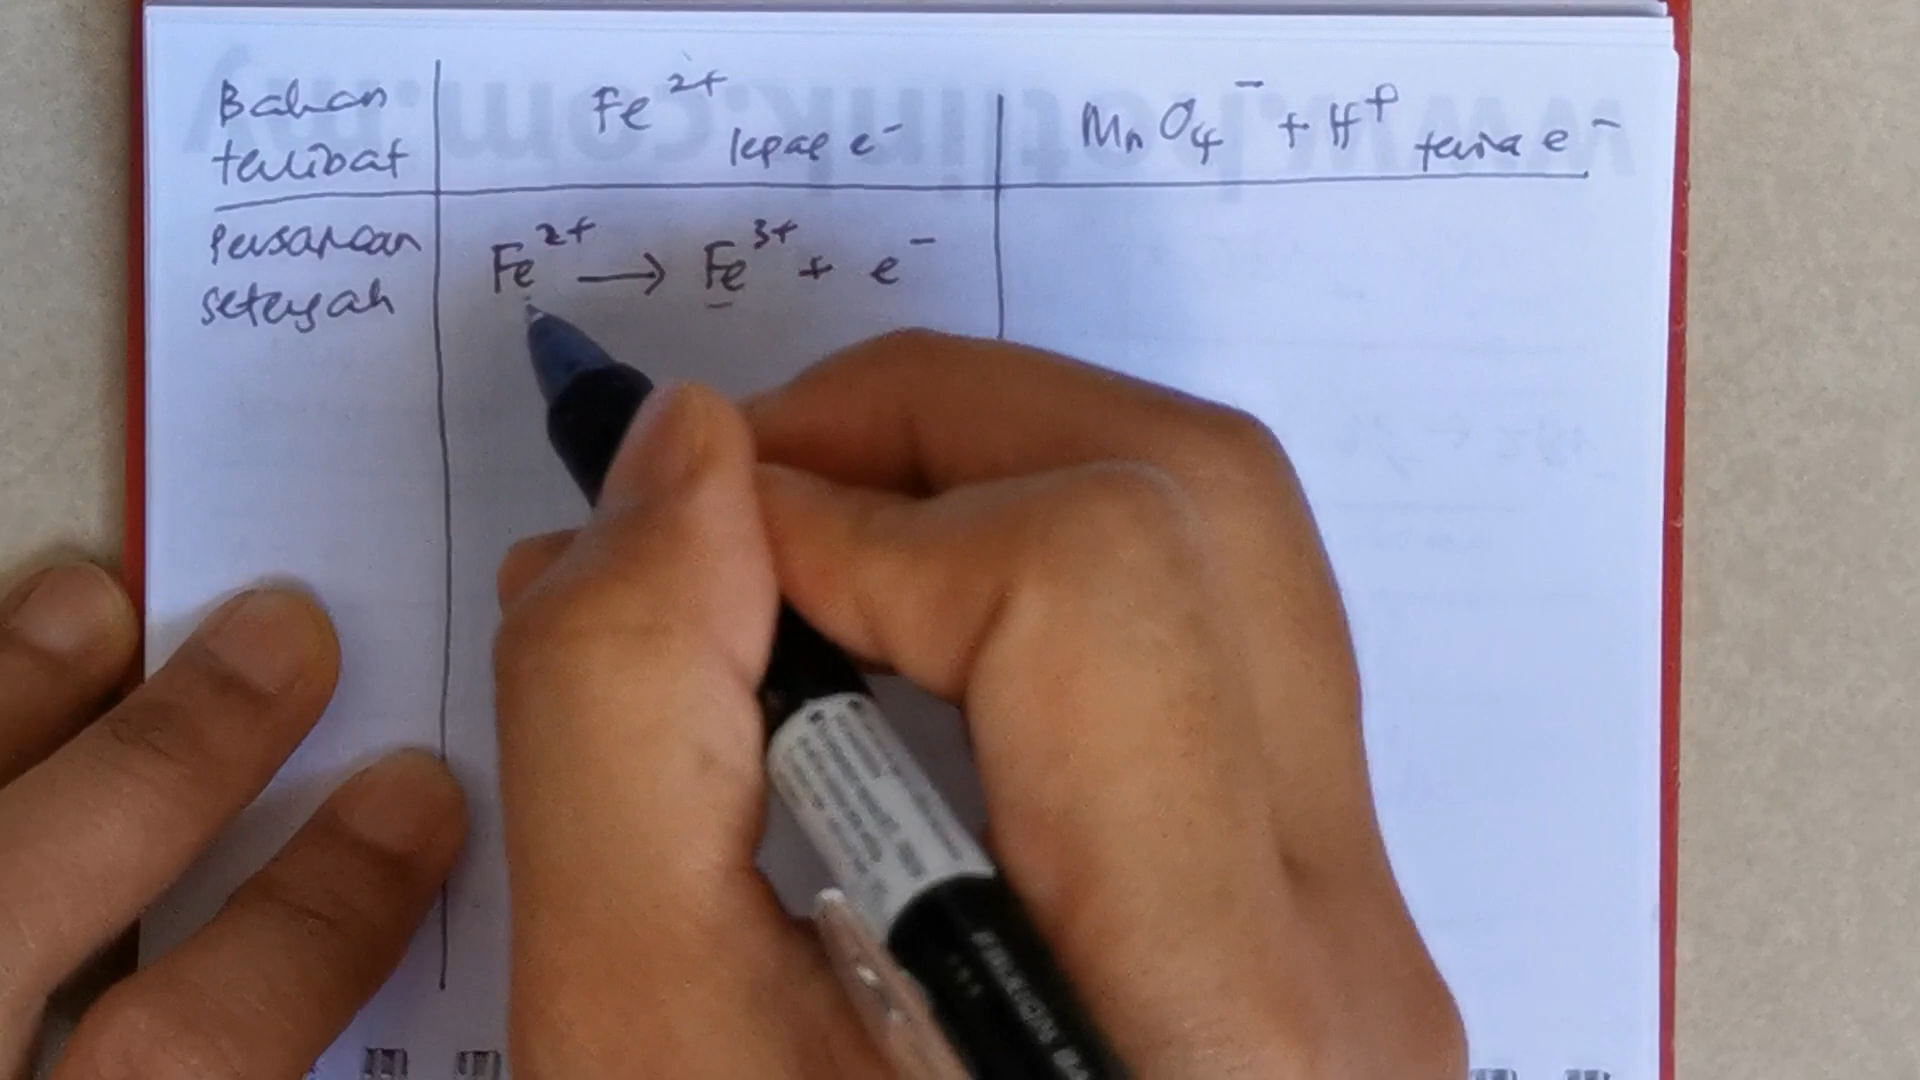 Bahan
terlibat
Fe²⁺
lepas e⁻
MnO₄⁻ + H⁺ terima e⁻
Persamaan
setengah
Fe²⁺ → Fe³⁺ + e⁻